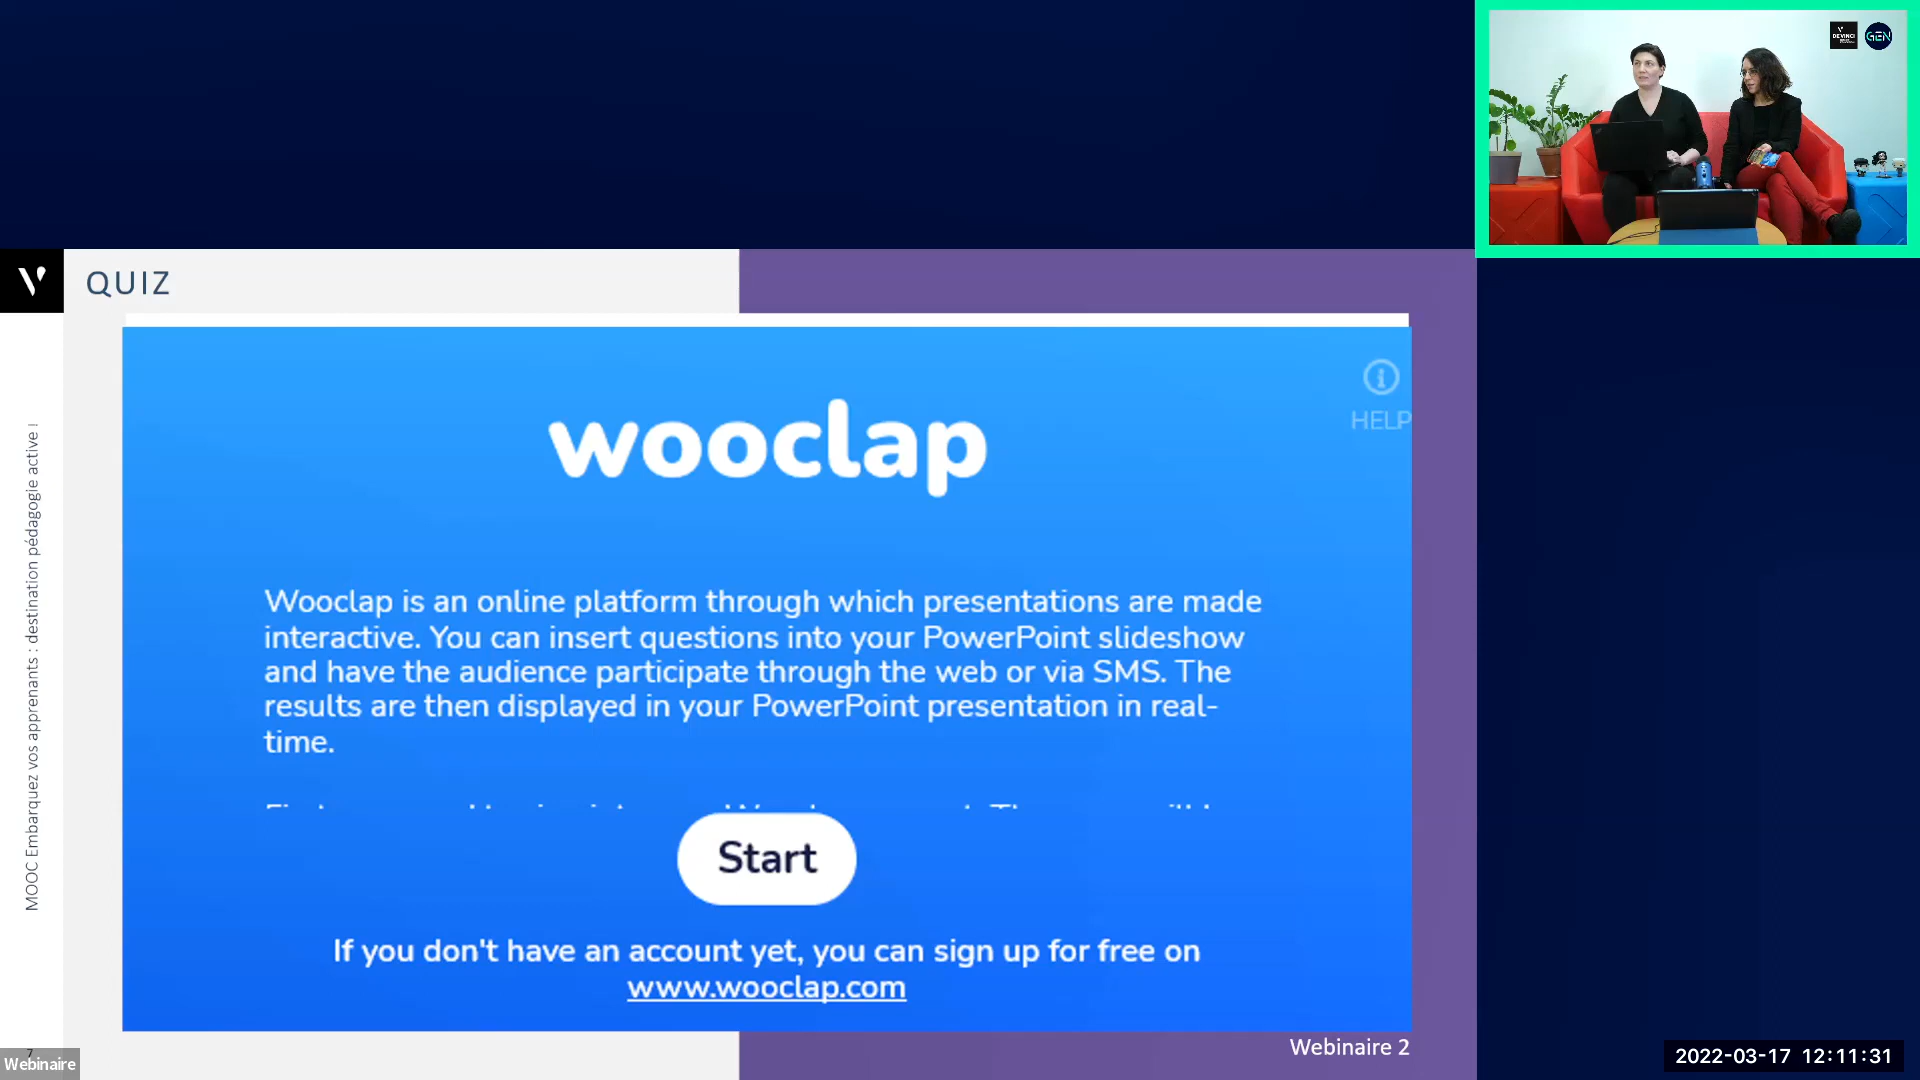 DEVINCI
GEN
QUIZ
HELP
wooclap
Wooclap is an online platform through which presentations are made
interactive. You can insert questions into your PowerPoint slideshow
and have the audience participate through the web or via SMS. The
results are then displayed in your PowerPoint presentation in real-
time.
Start
If you don't have an account yet, you can sign up for free on
www.wooclap.com
MOOC Embarquez vos apprenants : destination pédagogie active !
7
Webinaire
Webinaire 2
2022-03-17 12:11:31